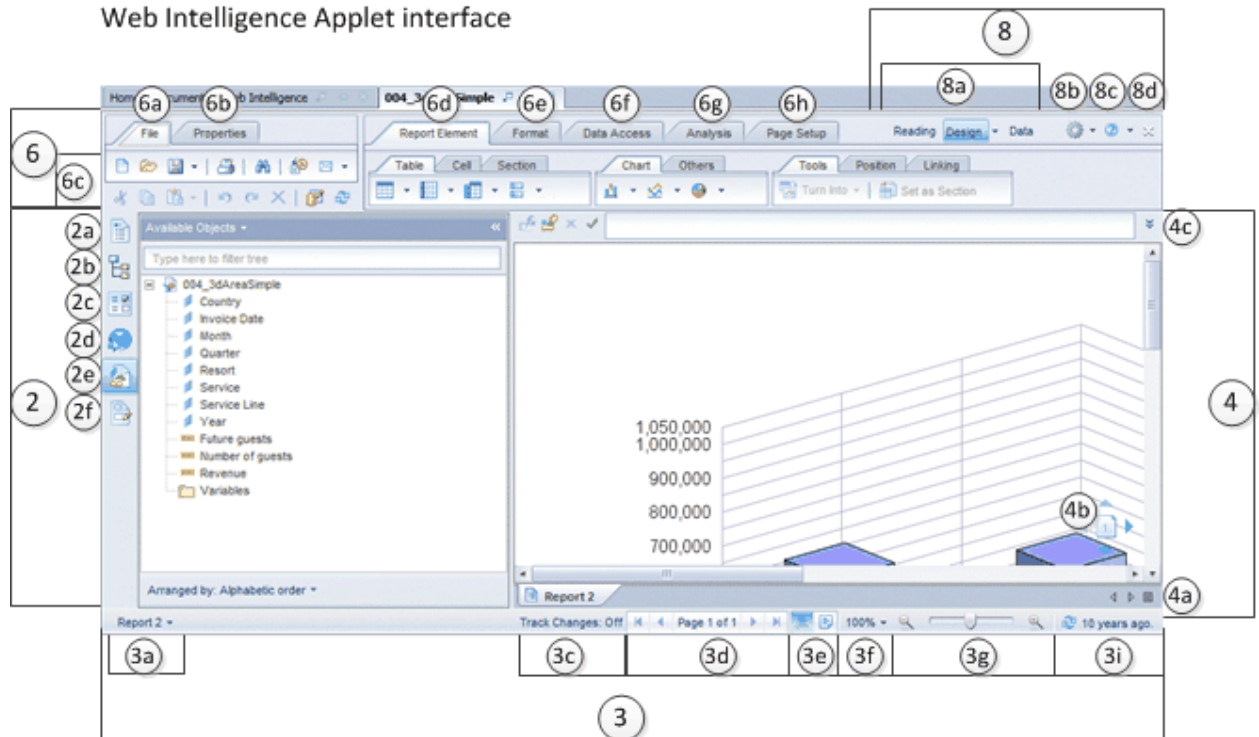 Web Intelligence Applet interface
8
8a
8b
8c
8d
6a
6b
6d
6e
6f
6g
6h
Web Intelligence
004_3dAreaSimple
6
6c
File
Properties
Report Element
Format
Data Access
Analysis
Page Setup
Reading
Design
Data
Table
Cell
Section
Chart
Others
Tools
Position
Linking
Turn Into
Set as Section
2
2a
2b
2c
2d
2e
2f
Available Objects
Type here to filter tree
004_3dAreaSimple
Country
Invoice Date
Month
Quarter
Resort
Service
Service Line
Year
Future guests
Number of guests
Revenue
Variables
Arranged by: Alphabetic order
4c
1,050,000
1,000,000
900,000
800,000
700,000
4b
1
4
4a
Report 2
Report 2
Track Changes: Off
Page 1 of 1
100%
10 years ago.
3a
3c
3d
3e
3f
3g
3i
3